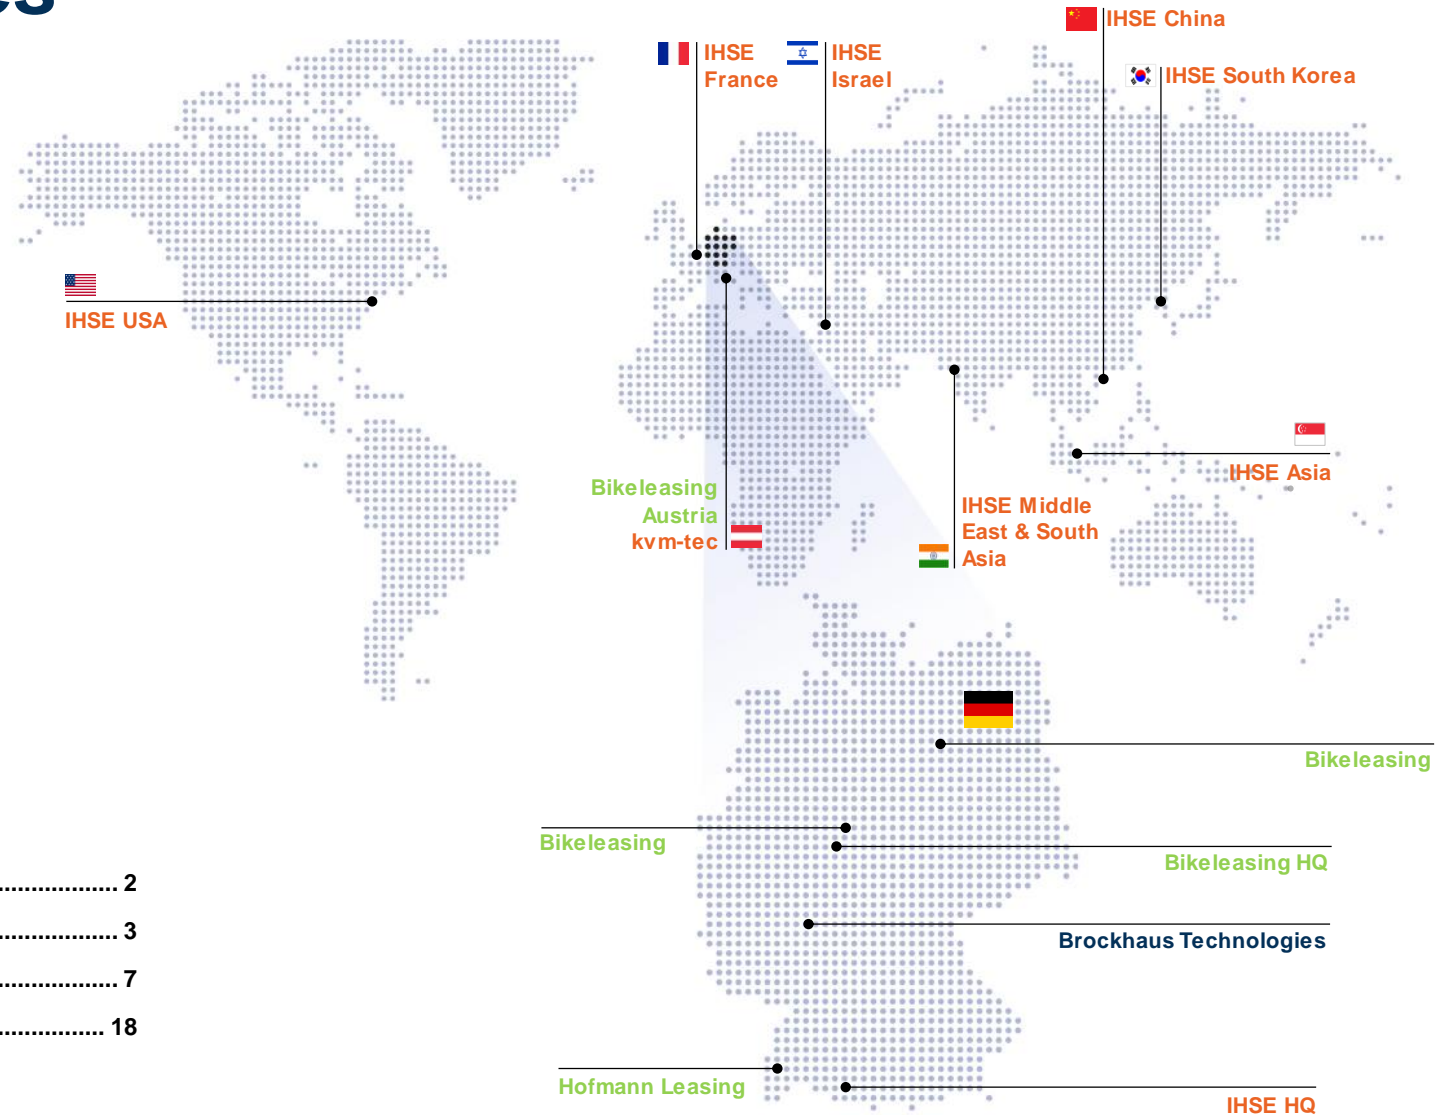 es
IHSE China
IHSE
France
IHSE
Israel
IHSE South Korea
IHSE USA
IHSE Asia
Bikeleasing
Austria
kvm-tec
IHSE Middle
East & South
Asia
Bikeleasing
Bikeleasing
Bikeleasing HQ
.................. 2
.................. 3
Brockhaus Technologies
.................. 7
................ 18
Hofmann Leasing
IHSE HQ